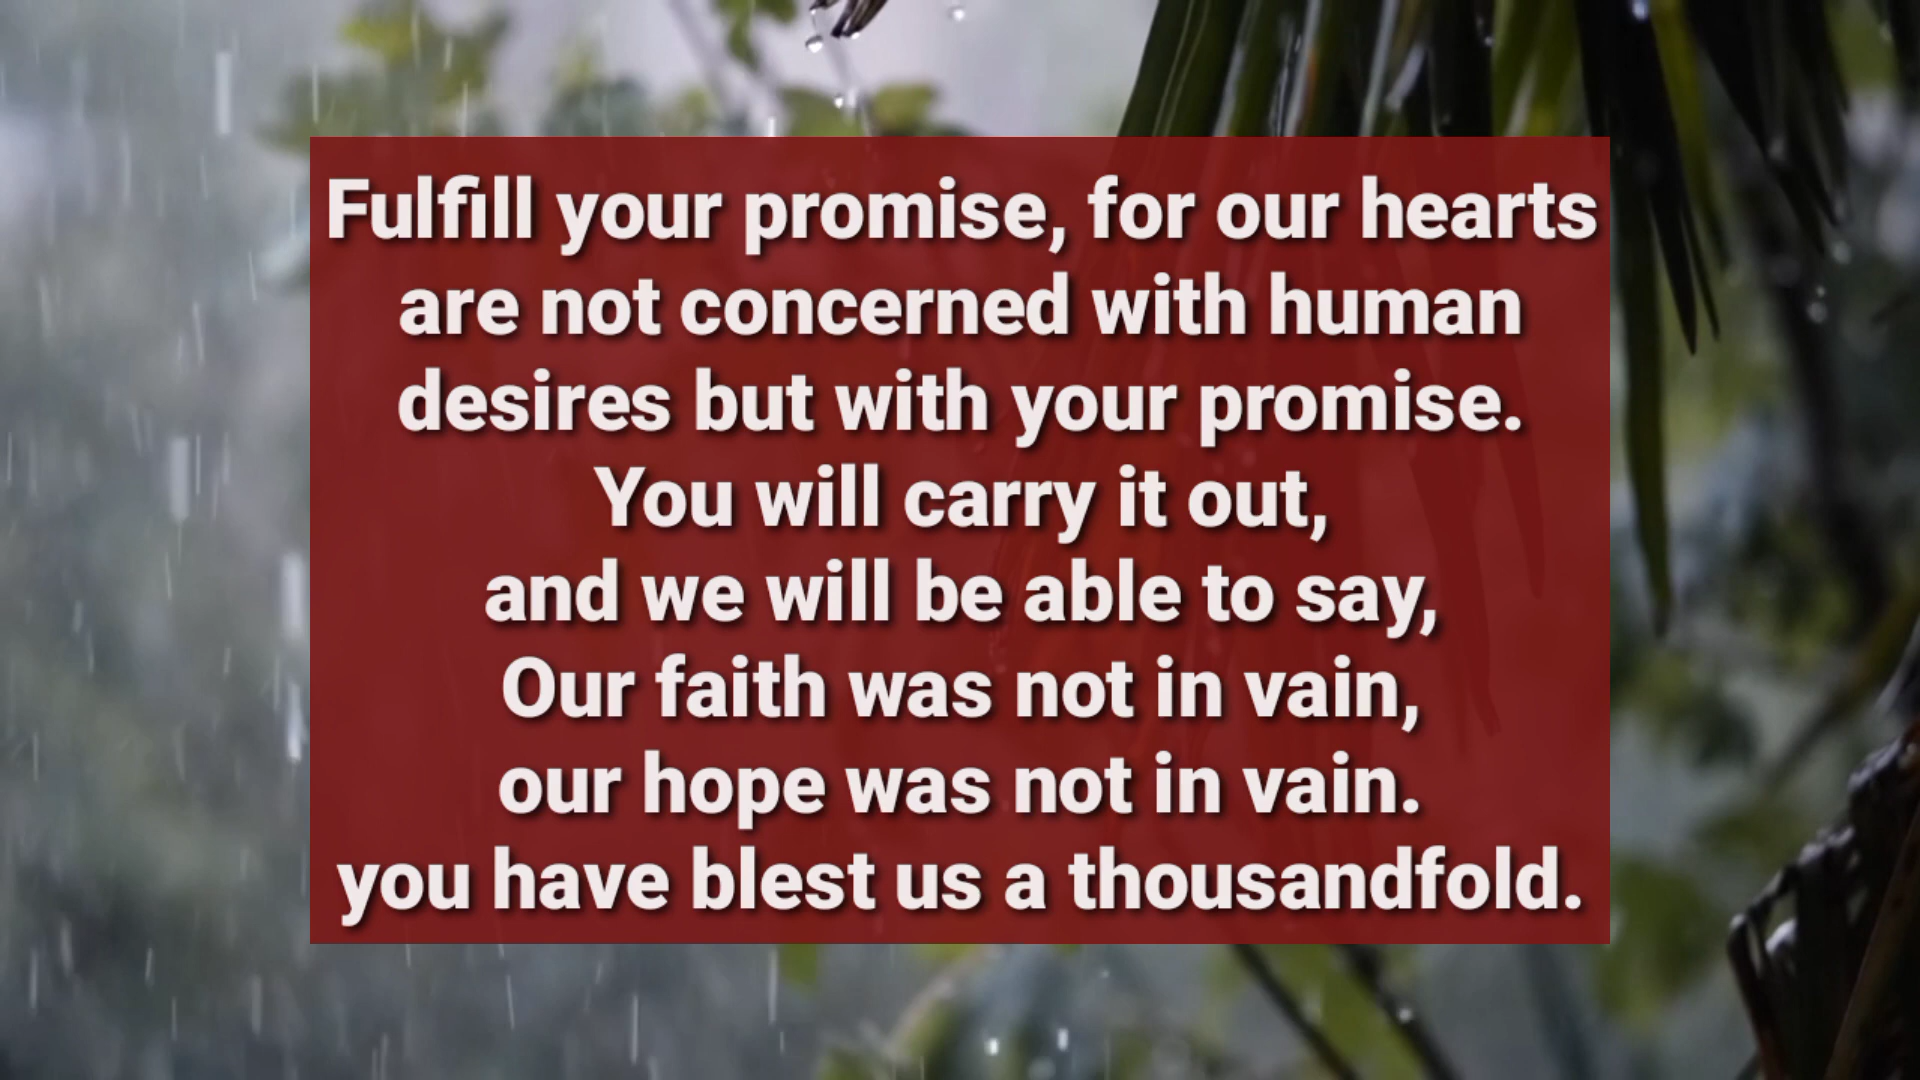 Fulfill your promise, for our hearts
are not concerned with human
desires but with your promise.
You will carry it out,
and we will be able to say,
Our faith was not in vain,
our hope was not in vain.
you have blest us a thousandfold.